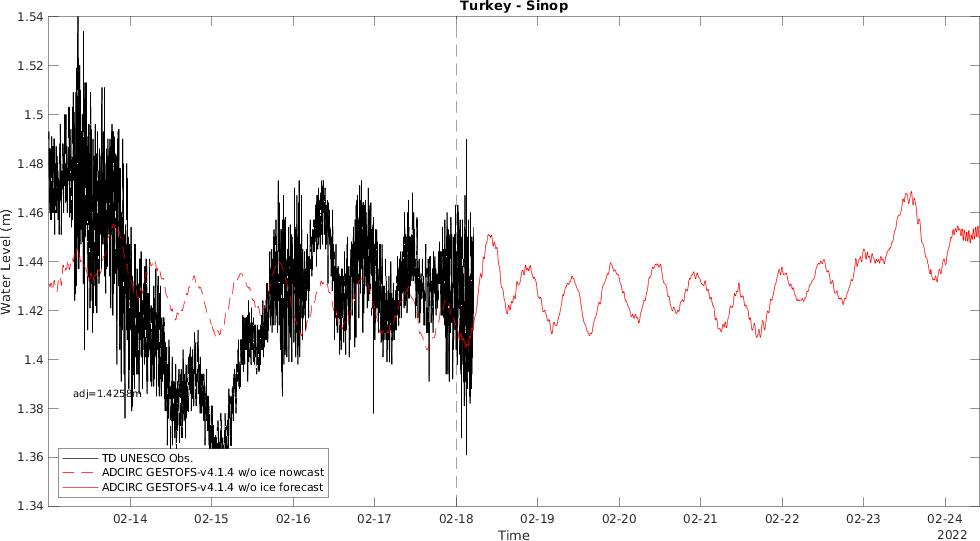 Turkey - Sinop
1.54
1.52
1.5
1.48
1.46
1.44
1.42
1.4
1.38
1.36
1.34
Water Level (m)
adj=1.4258m
TD UNESCO Obs.
ADCIRC GESTOFS-v4.1.4 w/o ice nowcast
ADCIRC GESTOFS-v4.1.4 w/o ice forecast
02-14 02-15 02-16 02-17 02-18 02-19 02-20 02-21 02-22 02-23 02-24
Time
2022